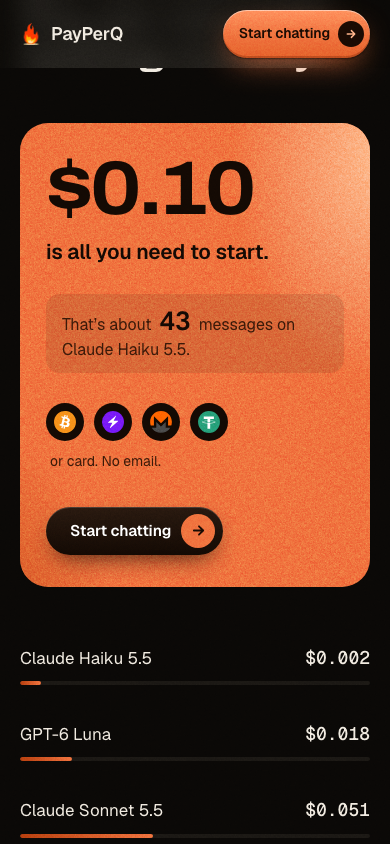 PayPerQ
Start chatting
$0.10
is all you need to start.
That's about 43 messages on
Claude Haiku 5.5.
or card. No email.
Start chatting
Claude Haiku 5.5
$0.002
GPT-6 Luna
$0.018
Claude Sonnet 5.5
$0.051